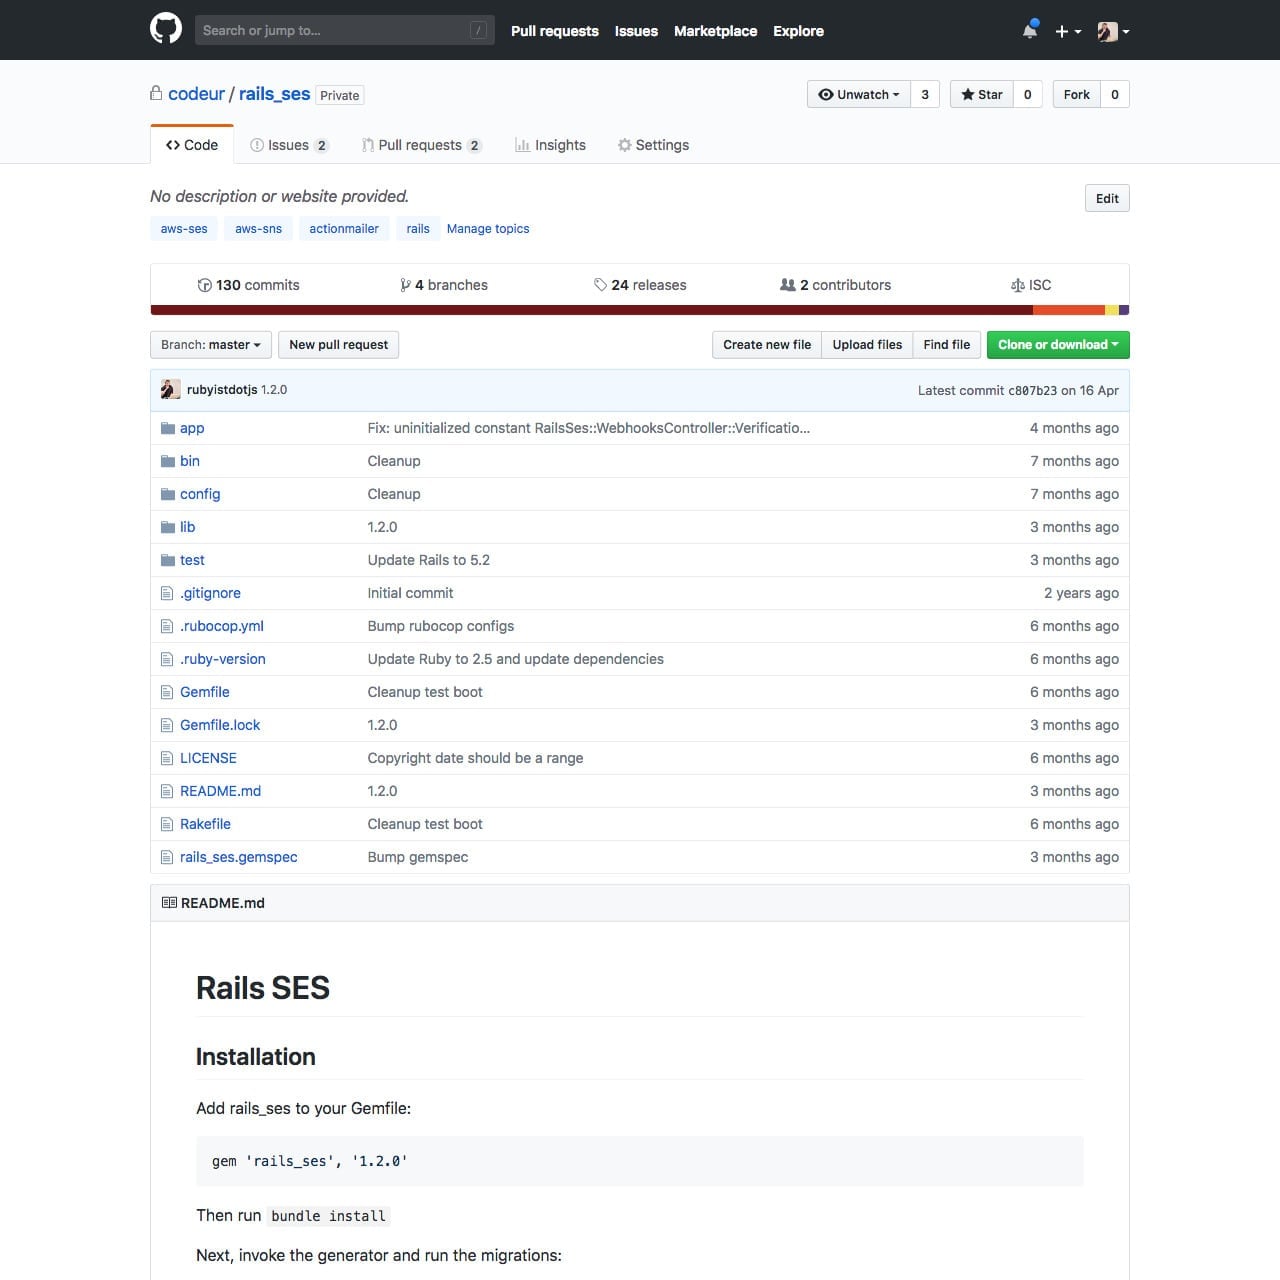 Search or jump to... / Pull requests Issues Marketplace Explore
codeur / rails_ses Private Unwatch 3 Star 0 Fork 0
Code Issues 2 Pull requests 2 Insights Settings
No description or website provided. Edit
aws-ses aws-sns actionmailer rails Manage topics
130 commits 4 branches 24 releases 2 contributors ISC
Branch: master New pull request Create new file Upload files Find file Clone or download
rubyistdotjs 1.2.0 Latest commit c807b23 on 16 Apr
app Fix: uninitialized constant RailsSes::WebhooksController::Verificatio... 4 months ago
bin Cleanup 7 months ago
config Cleanup 7 months ago
lib 1.2.0 3 months ago
test Update Rails to 5.2 3 months ago
.gitignore Initial commit 2 years ago
.rubocop.yml Bump rubocop configs 6 months ago
.ruby-version Update Ruby to 2.5 and update dependencies 6 months ago
Gemfile Cleanup test boot 6 months ago
Gemfile.lock 1.2.0 3 months ago
LICENSE Copyright date should be a range 6 months ago
README.md 1.2.0 3 months ago
Rakefile Cleanup test boot 6 months ago
rails_ses.gemspec Bump gemspec 3 months ago
README.md
Rails SES
Installation
Add rails_ses to your Gemfile:
gem 'rails_ses', '1.2.0'
Then run bundle install
Next, invoke the generator and run the migrations: